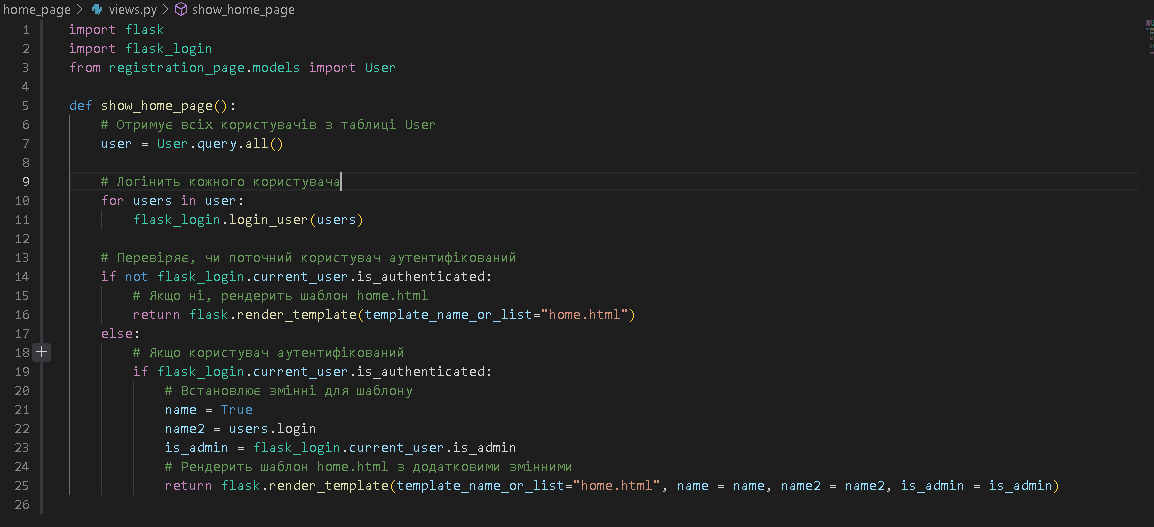 home_page > views.py > show_home_page
1 import flask
2 import flask_login
3 from registration_page.models import User
4
5 def show_home_page():
6 # Отримує всіх користувачів з таблиці User
7 user = User.query.all()
8
9 # Логінить кожного користувача
10 for users in user:
11 flask_login.login_user(users)
12
13 # Перевіряє, чи поточний користувач аутентифікований
14 if not flask_login.current_user.is_authenticated:
15 # Якщо ні, рендерить шаблон home.html
16 return flask.render_template(template_name_or_list="home.html")
17 else:
18 # Якщо користувач аутентифікований
19 if flask_login.current_user.is_authenticated:
20 # Встановлює змінні для шаблону
21 name = True
22 name2 = users.login
23 is_admin = flask_login.current_user.is_admin
24 # Рендерить шаблон home.html з додатковими змінними
25 return flask.render_template(template_name_or_list="home.html", name = name, name2 = name2, is_admin = is_admin)
26